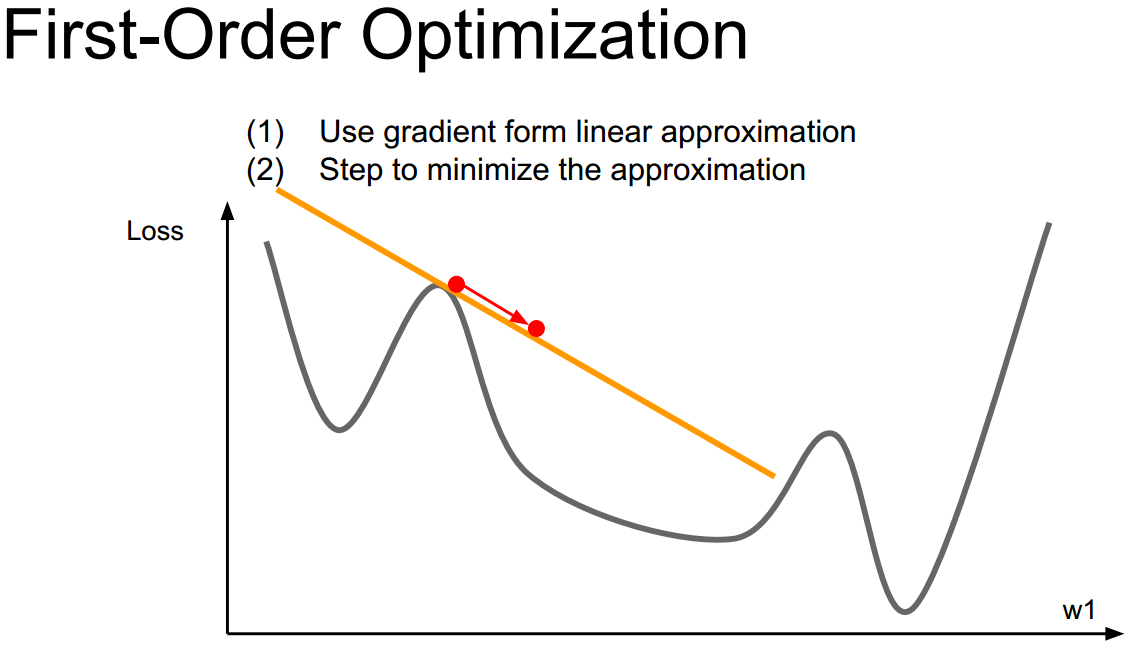 First-Order Optimization
(1) Use gradient form linear approximation
(2) Step to minimize the approximation
Loss
w1